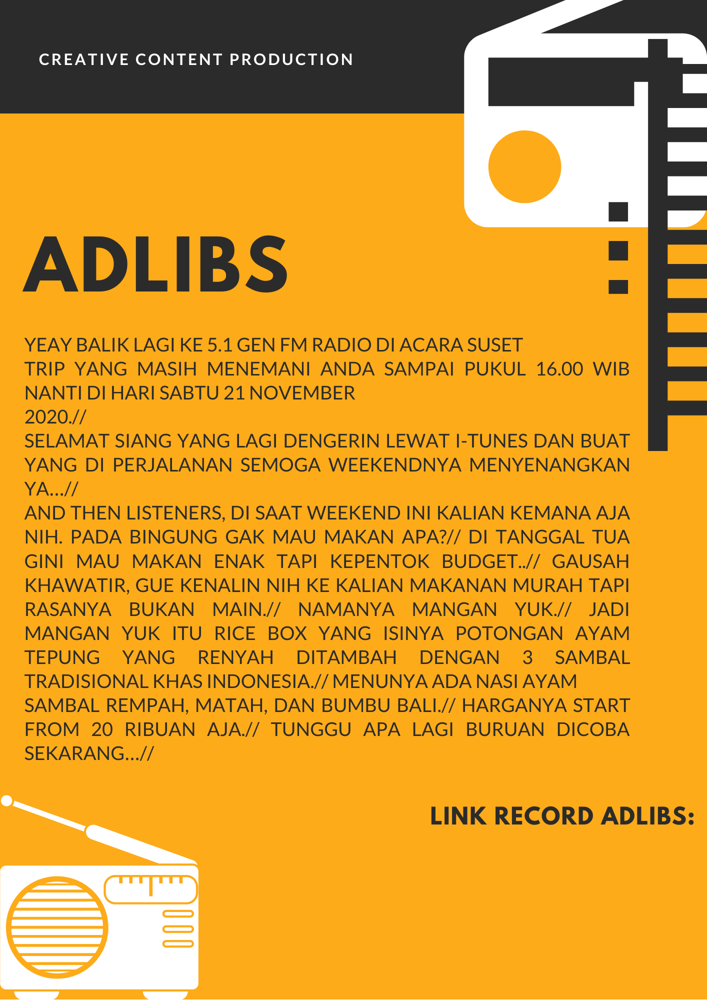 CREATIVE CONTENT PRODUCTION
ADLIBS
YEAY BALIK LAGI KE 5.1 GEN FM RADIO DI ACARA SUSET
TRIP YANG MASIH MENEMANI ANDA SAMPAI PUKUL 16.00 WIB
NANTI DI HARI SABTU 21 NOVEMBER
2020.//
SELAMAT SIANG YANG LAGI DENGERIN LEWAT I-TUNES DAN BUAT
YANG DI PERJALANAN SEMOGA WEEKENDNYA MENYENANGKAN
YA...//
AND THEN LISTENERS, DI SAAT WEEKEND INI KALIAN KEMANA AJA
NIH. PADA BINGUNG GAK MAU MAKAN APA?// DI TANGGAL TUA
GINI MAU MAKAN ENAK TAPI KEPENTOK BUDGET..// GAUSAH
KHAWATIR, GUE KENALIN NIH KE KALIAN MAKANAN MURAH TAPI
RASANYA BUKAN MAIN.// NAMANYA MANGAN YUK.// JADI
MANGAN YUK ITU RICE BOX YANG ISINYA POTONGAN AYAM
TEPUNG YANG RENYAH DITAMBAH DENGAN 3 SAMBAL
TRADISIONAL KHAS INDONESIA.// MENUNYA ADA NASI AYAM
SAMBAL REMPAH, MATAH, DAN BUMBU BALI.// HARGANYA START
FROM 20 RIBUAN AJA.// TUNGGU APA LAGI BURUAN DICOBA
SEKARANG...//
LINK RECORD ADLIBS: